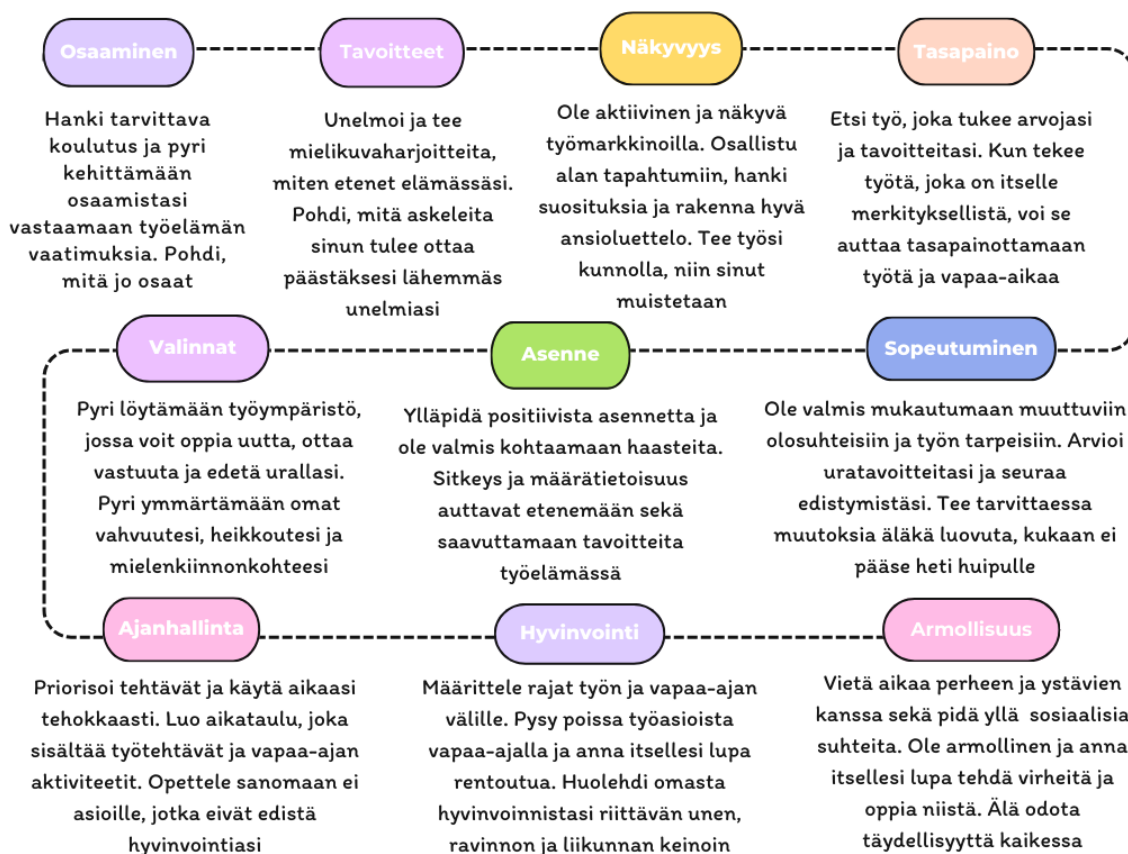 Osaaminen
Hanki tarvittava
koulutus ja pyri
kehittämään
osaamistasi
vastaamaan työelämän
vaatimuksia. Pohdi,
mitä jo osaat
Tavoitteet
Unelmoi ja tee
mielikuvaharjoitteita,
miten etenet elämässäsi.
Pohdi, mitä askeleita
sinun tulee ottaa
päästäksesi lähemmäs
unelmiasi
Näkyvyys
Ole aktiivinen ja näkyvä
työmarkkinoilla. Osallistu
alan tapahtumiin, hanki
suosituksia ja rakenna hyvä
ansioluettelo. Tee työsi
kunnolla, niin sinut
muistetaan
Tasapaino
Etsi työ, joka tukee arvojasi
ja tavoitteitasi. Kun tekee
työtä, joka on itselle
merkityksellistä, voi se
auttaa tasapainottamaan
työtä ja vapaa-aikaa
Valinnat
Pyri löytämään työympäristö,
jossa voit oppia uutta, ottaa
vastuuta ja edetä urallasi.
Pyri ymmärtämään omat
vahvuutesi, heikkoutesi ja
mielenkiinnonkohteesi
Asenne
Ylläpidä positiivista asennetta ja
ole valmis kohtaamaan haasteita.
Sitkeys ja määrätietoisuus
auttavat etenemään sekä
saavuttamaan tavoitteita
työelämässä
Sopeutuminen
Ole valmis mukautumaan muuttuviin
olosuhteisiin ja työn tarpeisiin. Arvioi
uratavoitteitasi ja seuraa
edistymistäsi. Tee tarvittaessa
muutoksia äläkä luovuta, kukaan ei
pääse heti huipulle
Ajanhallinta
Priorisoi tehtävät ja käytä aikaasi
tehokkaasti. Luo aikataulu, joka
sisältää työtehtävät ja vapaa-ajan
aktiviteetit. Opettele sanomaan ei
asioille, jotka eivät edistä
hyvinvointiasi
Hyvinvointi
Määrittele rajat työn ja vapaa-ajan
välille. Pysy poissa työasioista
vapaa-ajalla ja anna itsellesi lupa
rentoutua. Huolehdi omasta
hyvinvoinnistasi riittävän unen,
ravinnon ja liikunnan keinoin
Armollisuus
Vietä aikaa perheen ja ystävien
kanssa sekä pidä yllä sosiaalisia
suhteita. Ole armollinen ja anna
itsellesi lupa tehdä virheitä ja
oppia niistä. Älä odota
täydellisyyttä kaikessa